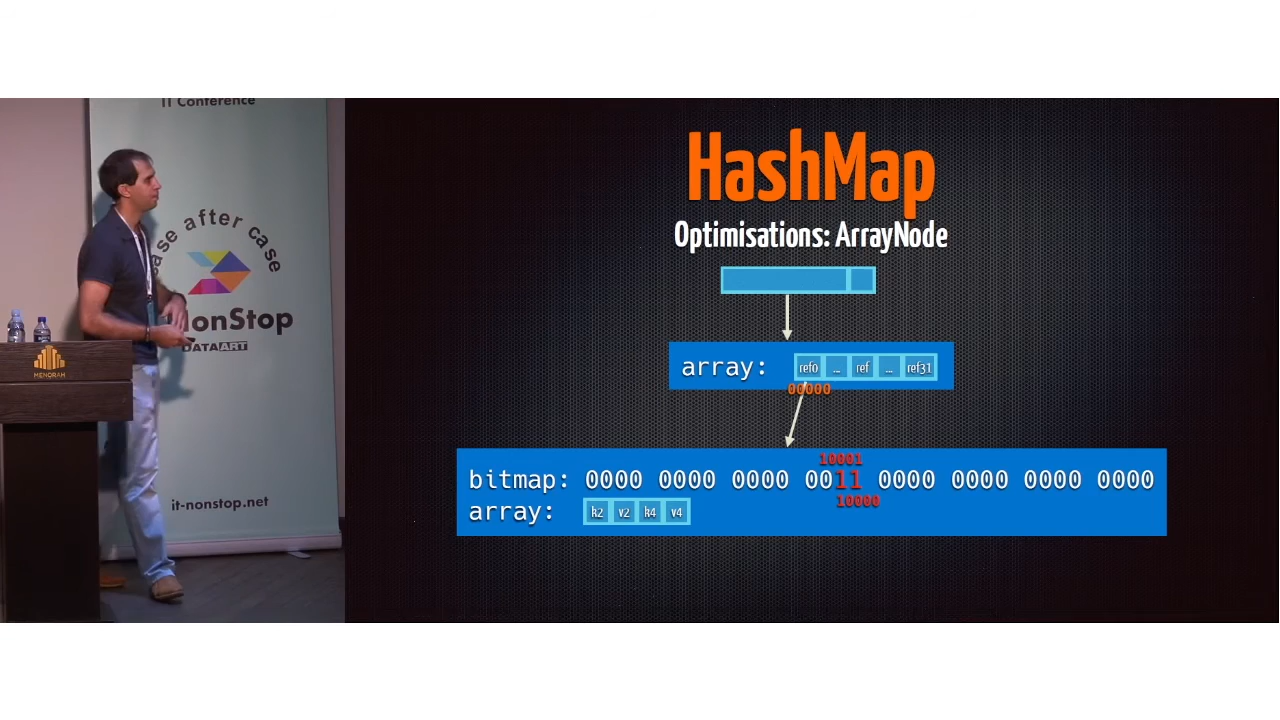 IT Conference
case after case
NonStop
DATAART
MENORAH
it-nonstop.net
HashMap
Optimisations: ArrayNode
array: ref0 ... ref ... ref31
00000
10001
bitmap: 0000 0000 0000 0011 0000 0000 0000 0000
10000
array: k2 v2 k4 v4